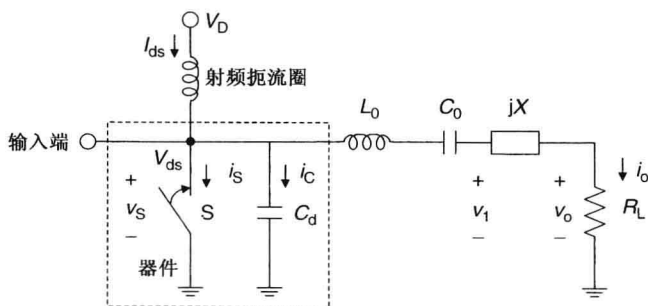 V_D
I_ds
射频扼流圈
L_0
C_0
jX
输入端
V_ds
i_S
i_C
i_o
+
v_S
−
S
C_d
+
v_1
−
+
v_o
−
R_L
器件